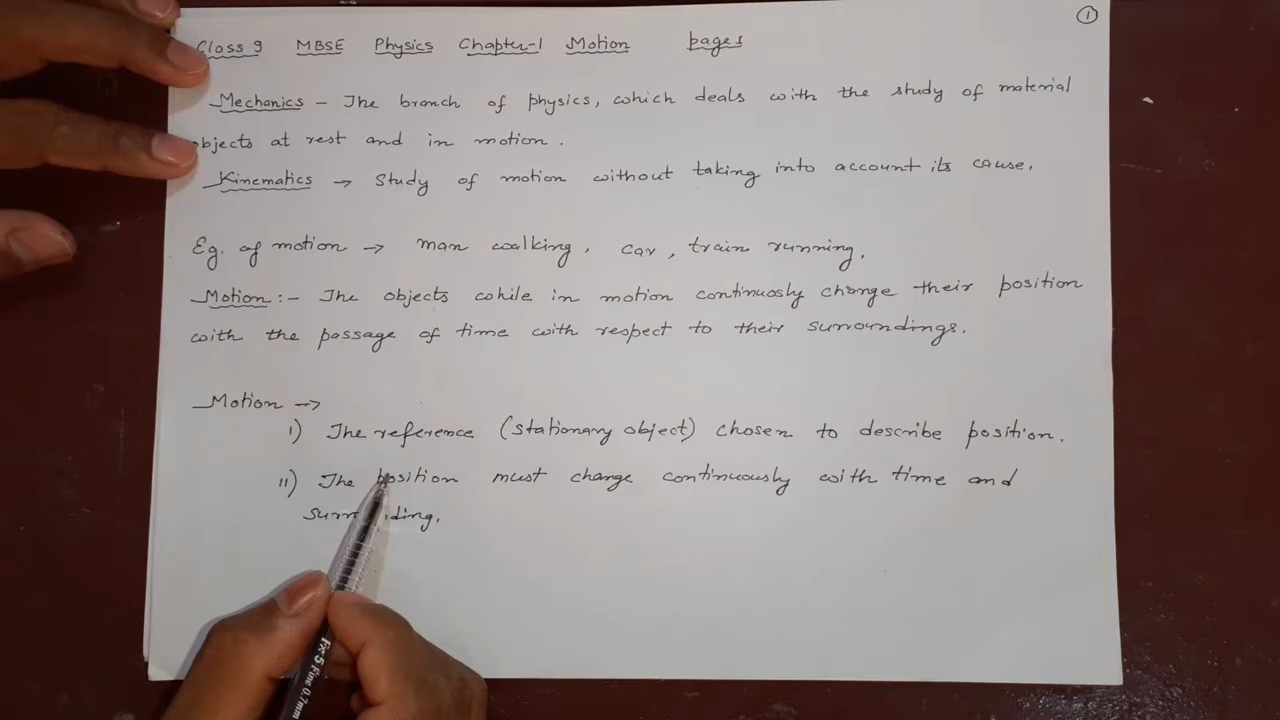 1
Class 9 MBSE Physics Chapter-1 Motion pages
Mechanics - The branch of physics, which deals with the study of material
objects at rest and in motion.
Kinematics → Study of motion without taking into account its cause.
Eg. of motion → man walking, car, train running.
Motion :- The objects while in motion continuosly change their position
with the passage of time with respect to their surroundings.
Motion →
i) The reference (stationary object) chosen to describe position.
ii) The position must change continuously with time and
surrounding.
Fx-5 Fine 0.7mm